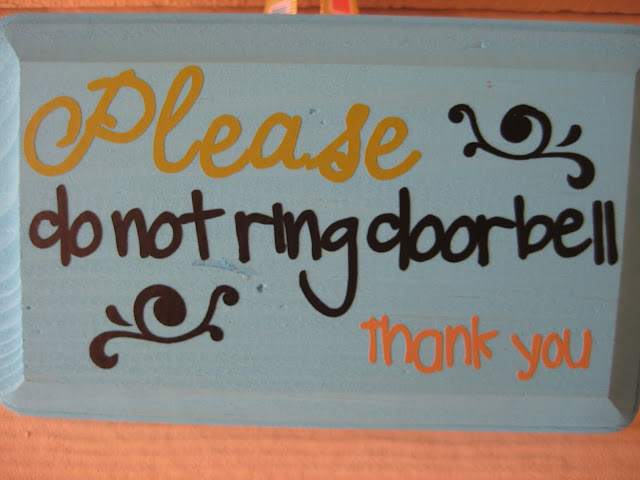 Please
do not ring doorbell
Thank you